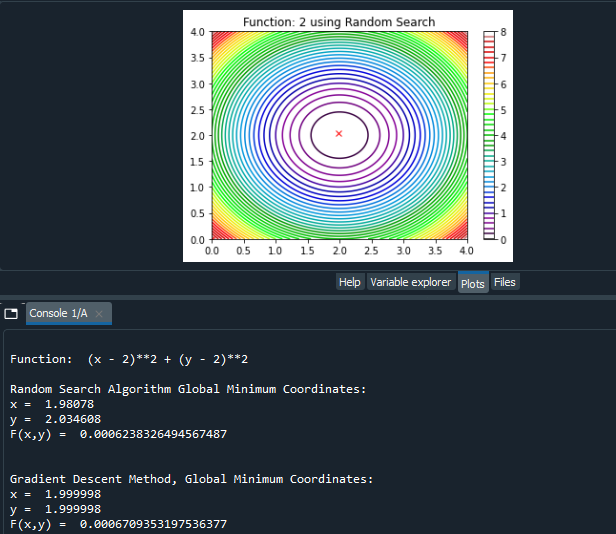 Function: 2 using Random Search
4.0
3.5
3.0
2.5
2.0
1.5
1.0
0.5
0.0
0.0 0.5 1.0 1.5 2.0 2.5 3.0 3.5 4.0
8
7
6
5
4
3
2
1
0
Help Variable explorer Plots Files
Console 1/A
Function: (x - 2)**2 + (y - 2)**2
Random Search Algorithm Global Minimum Coordinates:
x = 1.98078
y = 2.034608
F(x,y) = 0.0006238326494567487
Gradient Descent Method, Global Minimum Coordinates:
x = 1.999998
y = 1.999998
F(x,y) = 0.0006709353197536377